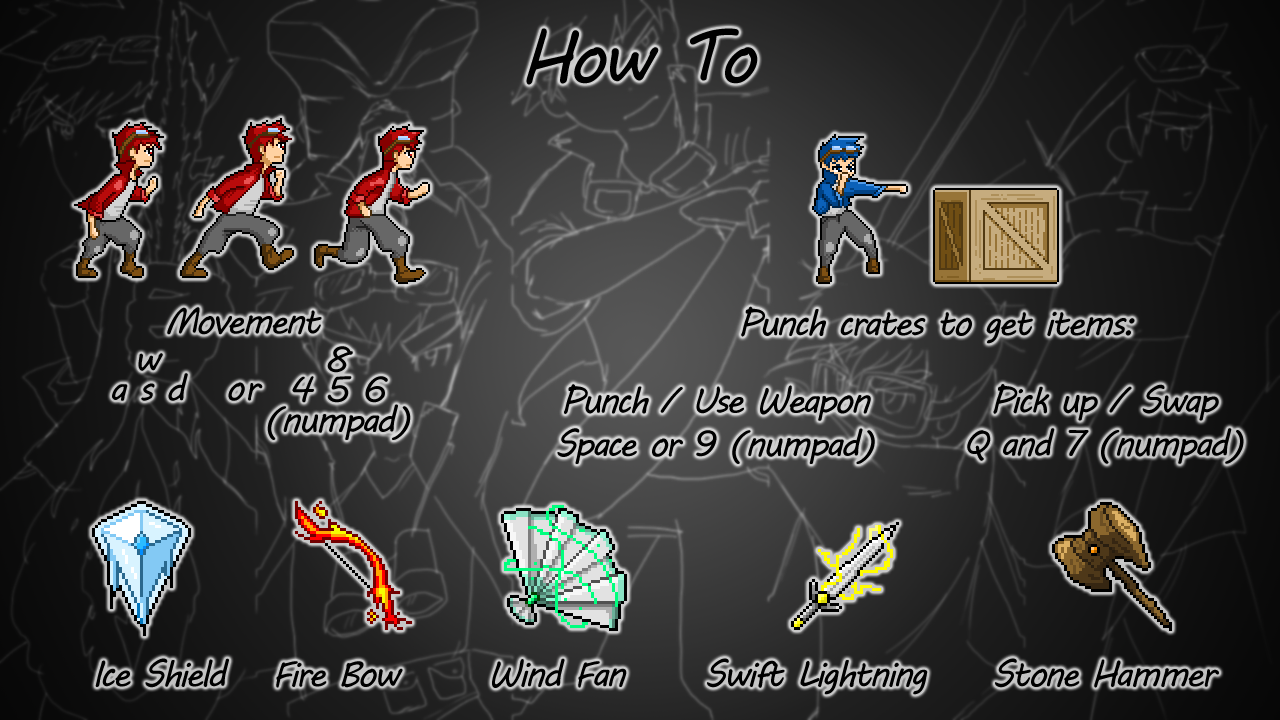 How To
Movement
w
a s d or 4 5 6
8
(numpad)
Punch crates to get items:
Punch / Use Weapon
Space or 9 (numpad)
Pick up / Swap
Q and 7 (numpad)
Ice Shield
Fire Bow
Wind Fan
Swift Lightning
Stone Hammer